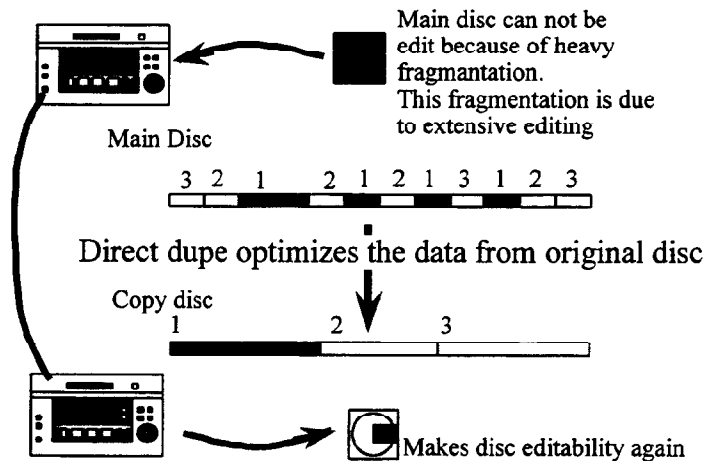 Main disc can not be
edit because of heavy
fragmantation.
This fragmentation is due
to extensive editing
Main Disc
3 2 1 2 1 2 1 3 1 2 3
Direct dupe optimizes the data from original disc
Copy disc
1 2 3
Makes disc editability again